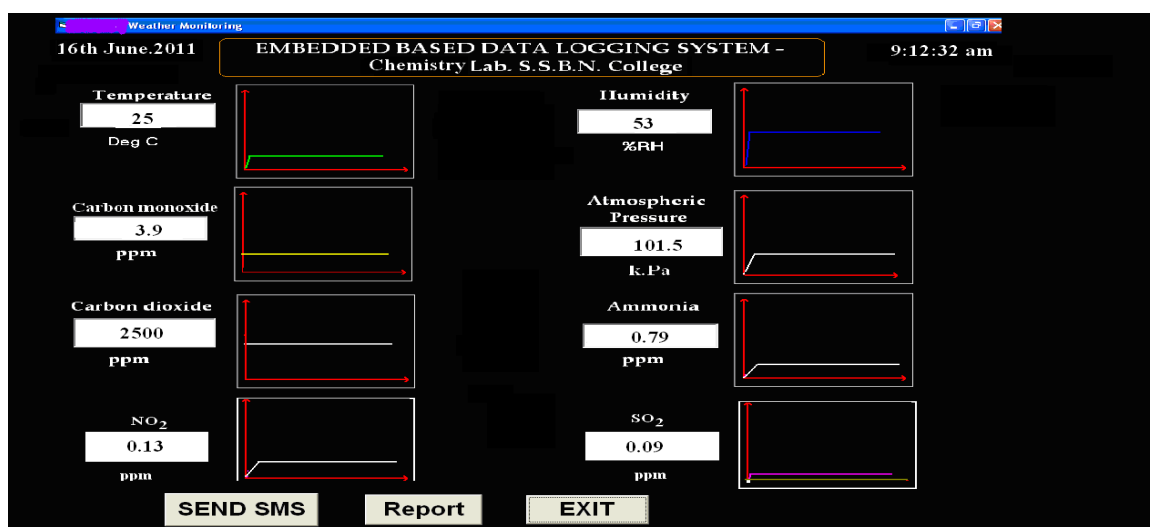 Weather Monitoring
16th June.2011
EMBEDDED BASED DATA LOGGING SYSTEM –
Chemistry Lab. S.S.B.N. College
9:12:32 am
Temperature
25
Deg C
Humidity
53
%RH
Carbon monoxide
3.9
ppm
Atmospheric
Pressure
101.5
k.Pa
Carbon dioxide
2500
ppm
Ammonia
0.79
ppm
NO2
0.13
ppm
SO2
0.09
ppm
SEND SMS
Report
EXIT